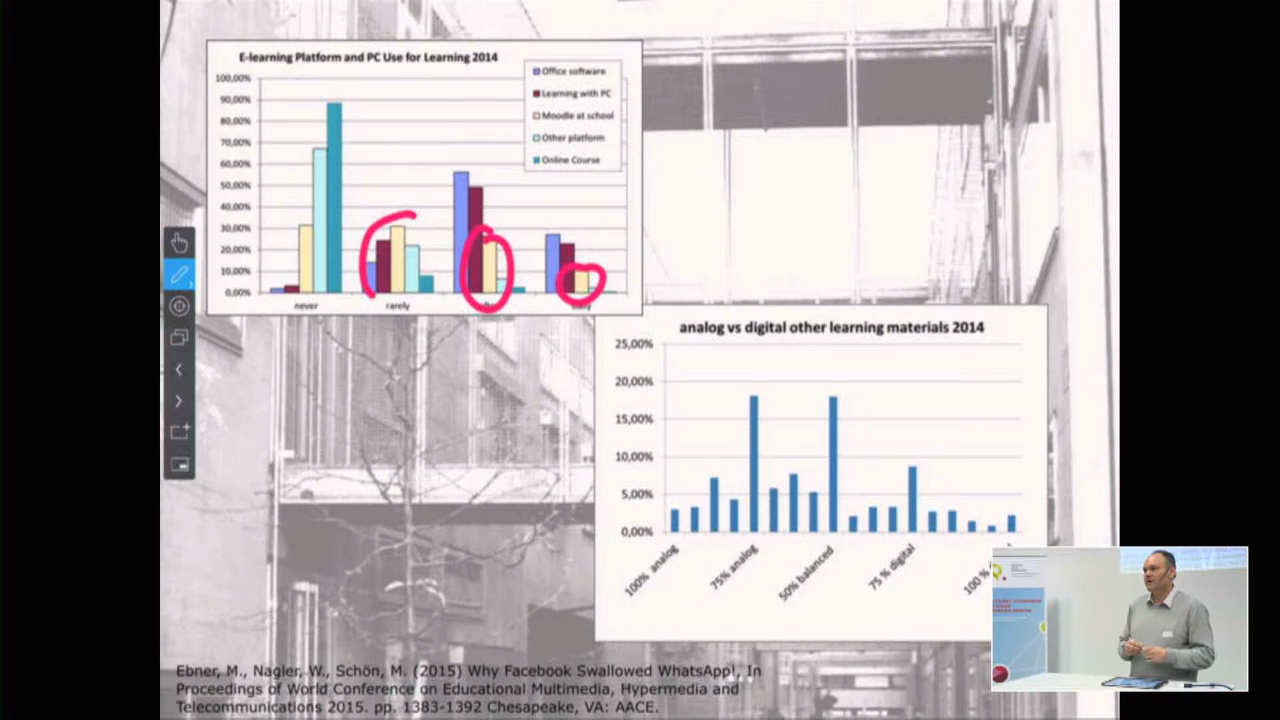 E-learning Platform and PC Use for Learning 2014
100,00%
90,00%
80,00%
70,00%
60,00%
50,00%
40,00%
30,00%
20,00%
10,00%
0,00%
Office software
Learning with PC
Moodle at school
Other platform
Online Course
never
rarely
analog vs digital other learning materials 2014
25,00%
20,00%
15,00%
10,00%
5,00%
0,00%
100% analog
75% analog
50% balanced
75 % digital
100 %
Ebner, M., Nagler, W., Schön, M. (2015) Why Facebook Swallowed WhatsApp!, In
Proceedings of World Conference on Educational Multimedia, Hypermedia and
Telecommunications 2015. pp. 1383-1392 Chesapeake, VA: AACE.